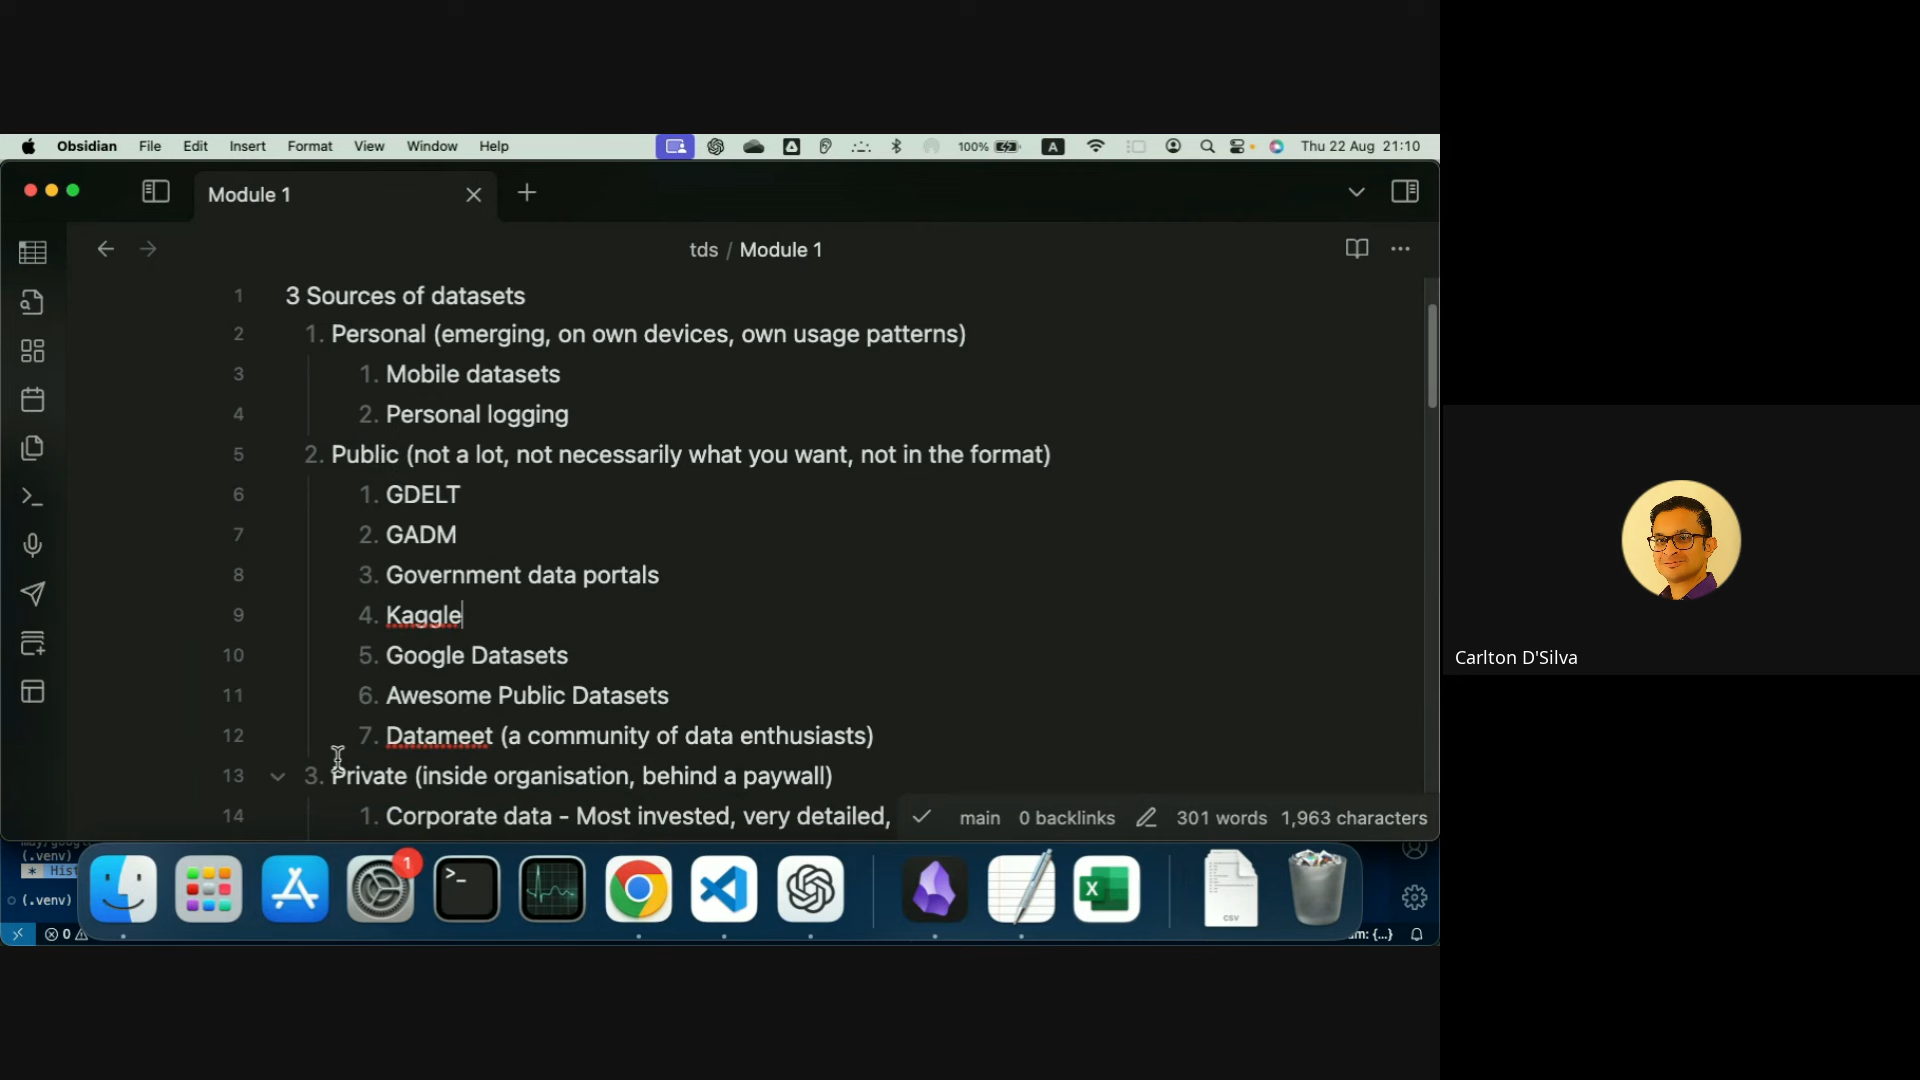 Obsidian File Edit Insert Format View Window Help 100% A Thu 22 Aug 21:10
Module 1
tds / Module 1
1 3 Sources of datasets
2 1. Personal (emerging, on own devices, own usage patterns)
3 1. Mobile datasets
4 2. Personal logging
5 2. Public (not a lot, not necessarily what you want, not in the format)
6 1. GDELT
7 2. GADM
8 3. Government data portals
9 4. Kaggle
10 5. Google Datasets
11 6. Awesome Public Datasets
12 7. Datameet (a community of data enthusiasts)
13 3. Private (inside organisation, behind a paywall)
14 1. Corporate data - Most invested, very detailed,
main 0 backlinks 301 words 1,963 characters
Carlton D'Silva
(.venv)
* Hist
1
CSV
(.venv)
0
{...}